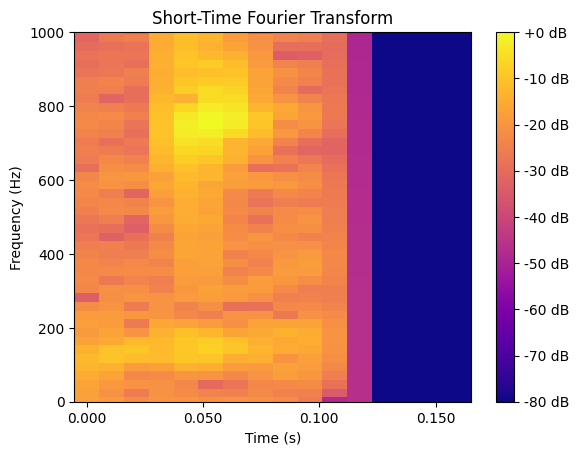 Short-Time Fourier Transform
1000
800
600
400
200
0
Frequency (Hz)
0.000
0.050
0.100
0.150
Time (s)
+0 dB
-10 dB
-20 dB
-30 dB
-40 dB
-50 dB
-60 dB
-70 dB
-80 dB